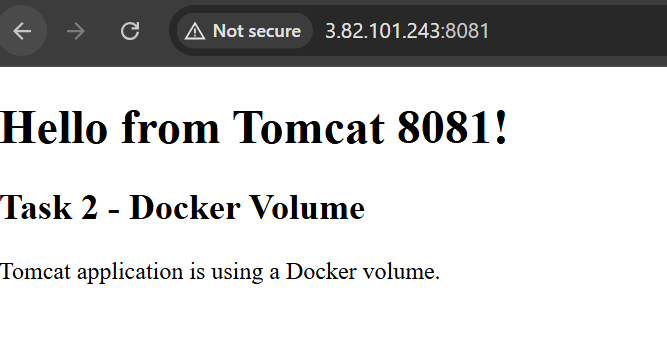 Not secure 3.82.101.243:8081
Hello from Tomcat 8081!
Task 2 - Docker Volume
Tomcat application is using a Docker volume.